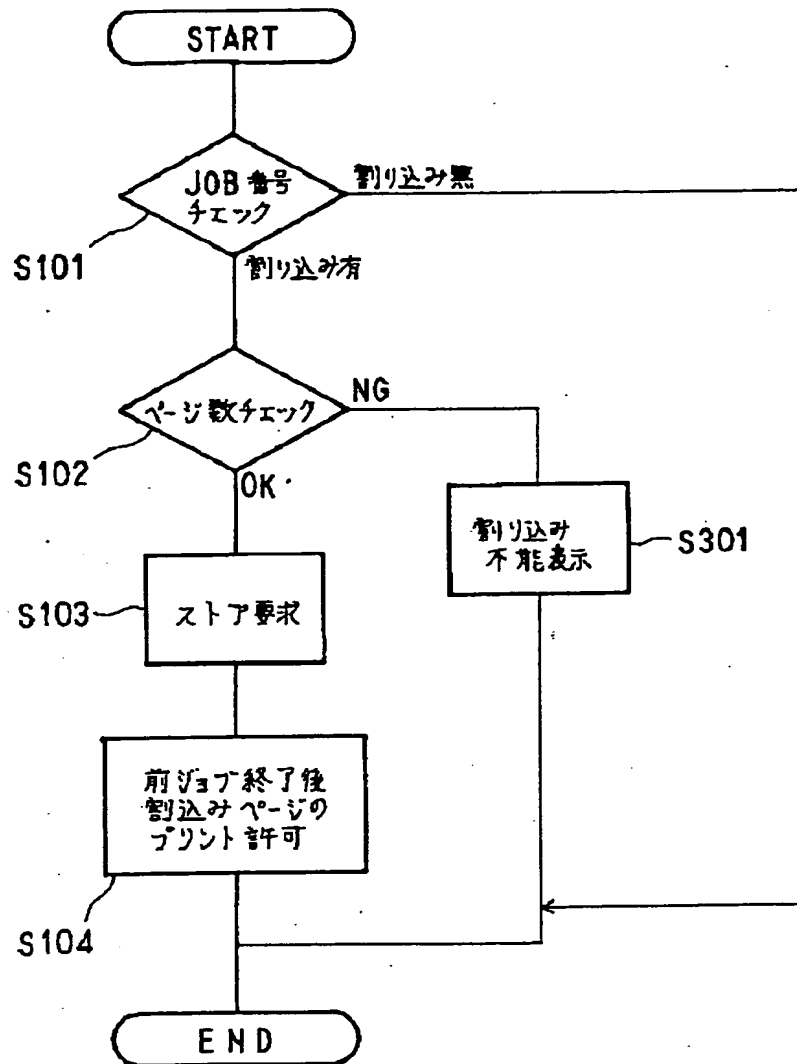 START
JOB番号
チェック
割り込み無
S101
割り込み有
ページ数チェック
NG
S102
OK
割り込み
不能表示
S301
S103
ストア要求
前ジョブ終了後
割込みページの
プリント許可
S104
END